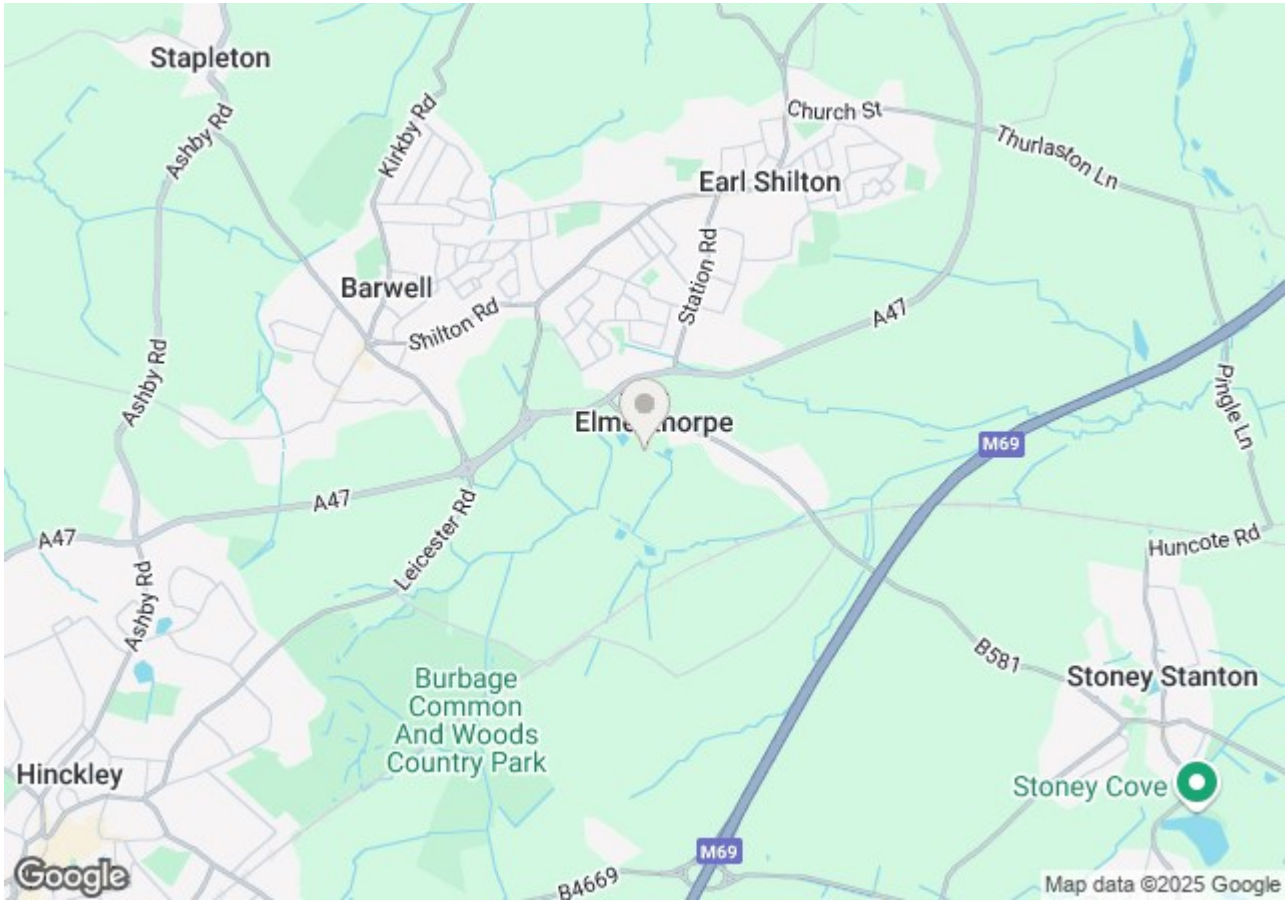 Stapleton
Ashby Rd
Kirkby Rd
Church St
Thurlaston Ln
Earl Shilton
Barwell
Station Rd
Shilton Rd
A47
Ashby Rd
Pingle Ln
M69
A47
Leicester Rd
A47
Huncote Rd
Ashby Rd
B581
Stoney Stanton
Burbage
Common
And Woods
Country Park
Hinckley
Stoney Cove
M69
B4669
Google
Map data ©2025 Google